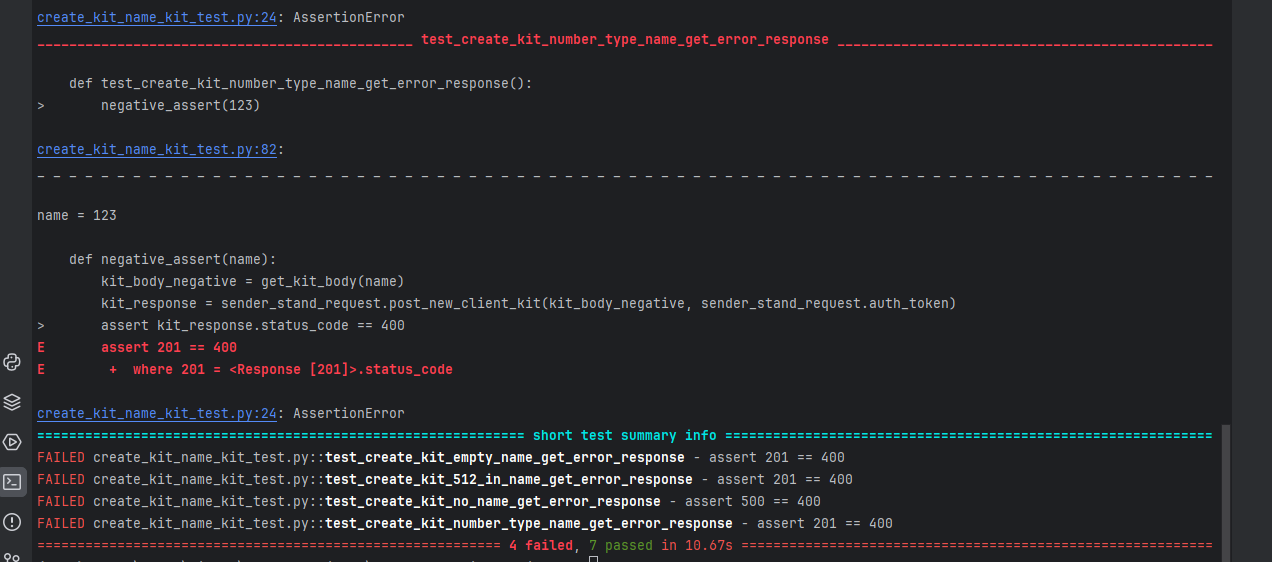 create_kit_name_kit_test.py:24: AssertionError
_______________________________________________ test_create_kit_number_type_name_get_error_response _______________________________________________
    def test_create_kit_number_type_name_get_error_response():
>       negative_assert(123)
create_kit_name_kit_test.py:82:
_ _ _ _ _ _ _ _ _ _ _ _ _ _ _ _ _ _ _ _ _ _ _ _ _ _ _ _ _ _ _ _ _ _ _ _ _ _ _ _ _ _ _ _ _ _ _ _ _ _ _ _ _ _ _ _ _ _ _ _ _ _ _ _ _ _ _ _ _ _ _ _ _ _
name = 123
    def negative_assert(name):
        kit_body_negative = get_kit_body(name)
        kit_response = sender_stand_request.post_new_client_kit(kit_body_negative, sender_stand_request.auth_token)
>       assert kit_response.status_code == 400
E       assert 201 == 400
E        +  where 201 = <Response [201]>.status_code
create_kit_name_kit_test.py:24: AssertionError
============================================================= short test summary info =============================================================
FAILED create_kit_name_kit_test.py::test_create_kit_empty_name_get_error_response - assert 201 == 400
FAILED create_kit_name_kit_test.py::test_create_kit_512_in_name_get_error_response - assert 201 == 400
FAILED create_kit_name_kit_test.py::test_create_kit_no_name_get_error_response - assert 500 == 400
FAILED create_kit_name_kit_test.py::test_create_kit_number_type_name_get_error_response - assert 201 == 400
========================================================== 4 failed, 7 passed in 10.67s ===========================================================